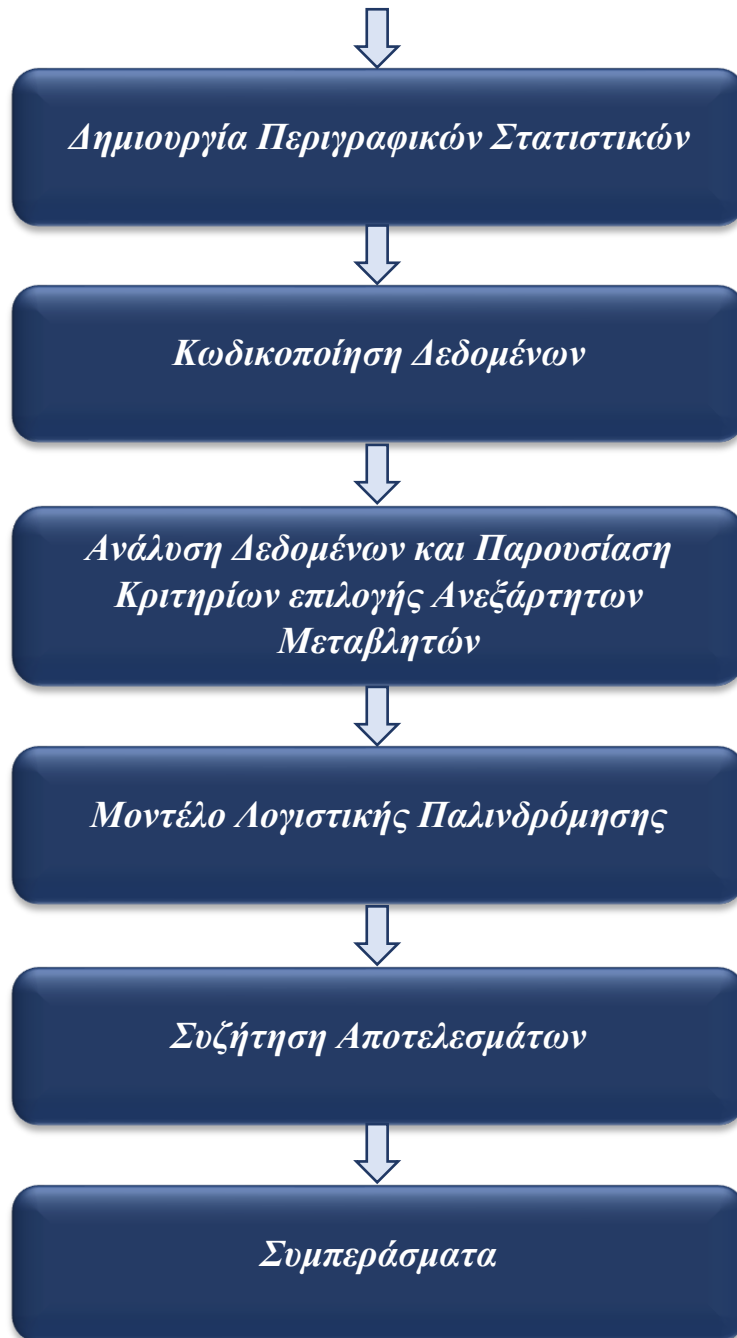 Δημιουργία Περιγραφικών Στατιστικών
Κωδικοποίηση Δεδομένων
Ανάλυση Δεδομένων και Παρουσίαση
Κριτηρίων επιλογής Ανεξάρτητων
Μεταβλητών
Μοντέλο Λογιστικής Παλινδρόμησης
Συζήτηση Αποτελεσμάτων
Συμπεράσματα